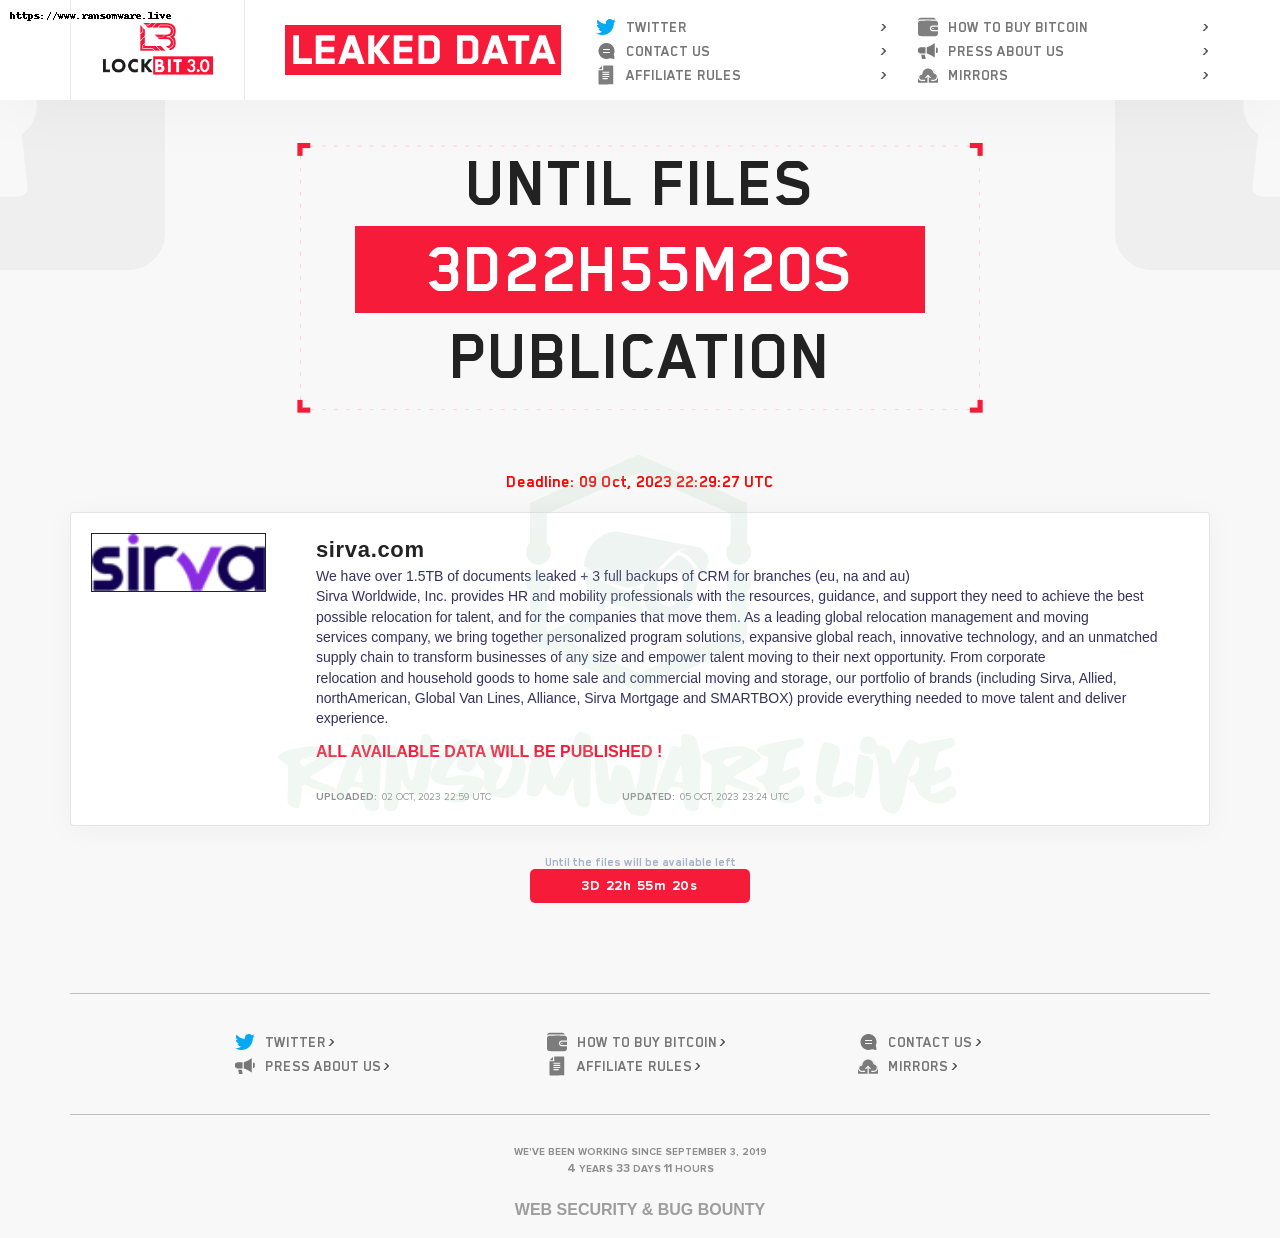 https://www.ransomware.live
LOCKBIT 3.0
LEAKED DATA
TWITTER
CONTACT US
AFFILIATE RULES
HOW TO BUY BITCOIN
PRESS ABOUT US
MIRRORS
UNTIL FILES
3D22H55M20S
PUBLICATION
Deadline: 09 Oct, 2023 22:29:27 UTC
sirva
sirva.com
We have over 1.5TB of documents leaked + 3 full backups of CRM for branches (eu, na and au)
Sirva Worldwide, Inc. provides HR and mobility professionals with the resources, guidance, and support they need to achieve the best
possible relocation for talent, and for the companies that move them. As a leading global relocation management and moving
services company, we bring together personalized program solutions, expansive global reach, innovative technology, and an unmatched
supply chain to transform businesses of any size and empower talent moving to their next opportunity. From corporate
relocation and household goods to home sale and commercial moving and storage, our portfolio of brands (including Sirva, Allied,
northAmerican, Global Van Lines, Alliance, Sirva Mortgage and SMARTBOX) provide everything needed to move talent and deliver
experience.
ALL AVAILABLE DATA WILL BE PUBLISHED !
RANSOMWARE.LIVE
UPLOADED: 02 OCT, 2023 22:59 UTC
UPDATED: 05 OCT, 2023 23:24 UTC
Until the files will be available left
3D 22h 55m 20s
TWITTER
PRESS ABOUT US
HOW TO BUY BITCOIN
AFFILIATE RULES
CONTACT US
MIRRORS
WE'VE BEEN WORKING SINCE SEPTEMBER 3, 2019
4 YEARS 33 DAYS 11 HOURS
WEB SECURITY & BUG BOUNTY